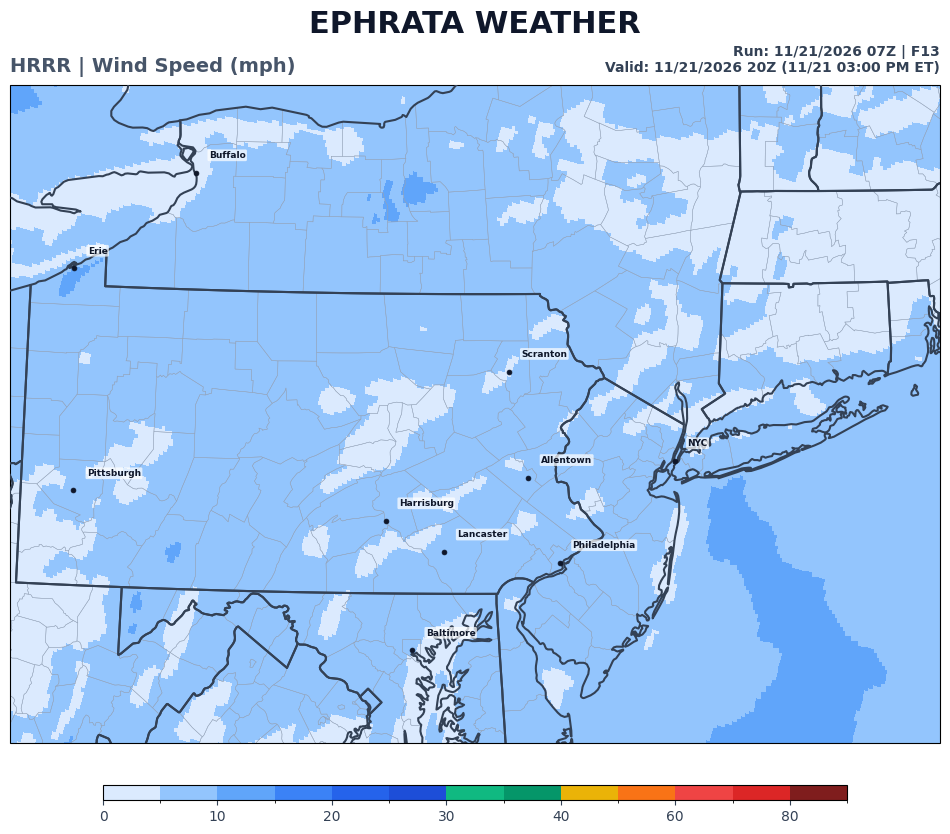 EPHRATA WEATHER
HRRR | Wind Speed (mph)
Run: 11/21/2026 07Z | F13
Valid: 11/21/2026 20Z (11/21 03:00 PM ET)
Buffalo
Erie
Scranton
NYC
Allentown
Pittsburgh
Harrisburg
Lancaster
Philadelphia
Baltimore
0 10 20 30 40 50 60 70 80